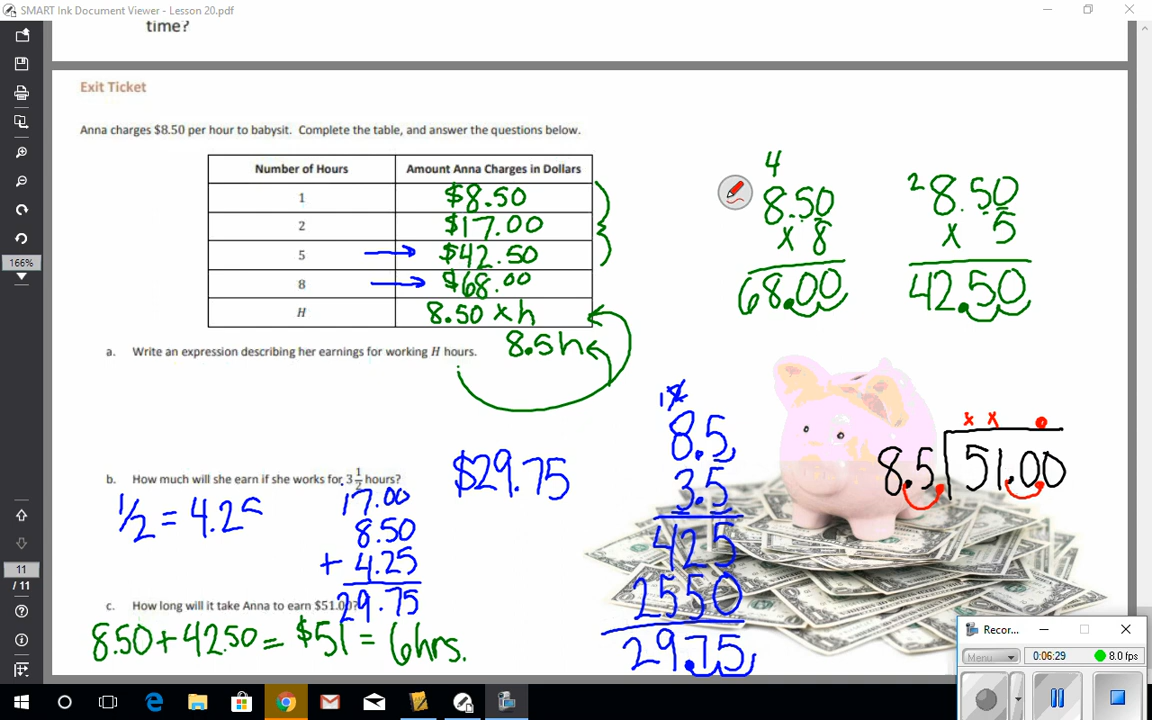 SMART Ink Document Viewer - Lesson 20.pdf
time?
Exit Ticket
Anna charges $8.50 per hour to babysit. Complete the table, and answer the questions below.
Number of Hours Amount Anna Charges in Dollars
1 $8.50
2 $17.00
5 → $42.50
8 → $68.00
H 8.50 x h
8.5h
a. Write an expression describing her earnings for working H hours.
4
8.50
x 8
68.00
2
8.50
x 5
42.50
b. How much will she earn if she works for 3 1/2 hours?
$29.75
1/2 = 4.25
17.00
8.50
+ 4.25
29.75
8.5
3.5
425
2550
29.75
x x
8.5 51.00
c. How long will it take Anna to earn $51.00?
8.50 + 42.50 = $51 = 6hrs.
166%
11
/ 11
Recor...
Menu
0:06:29 8.0 fps